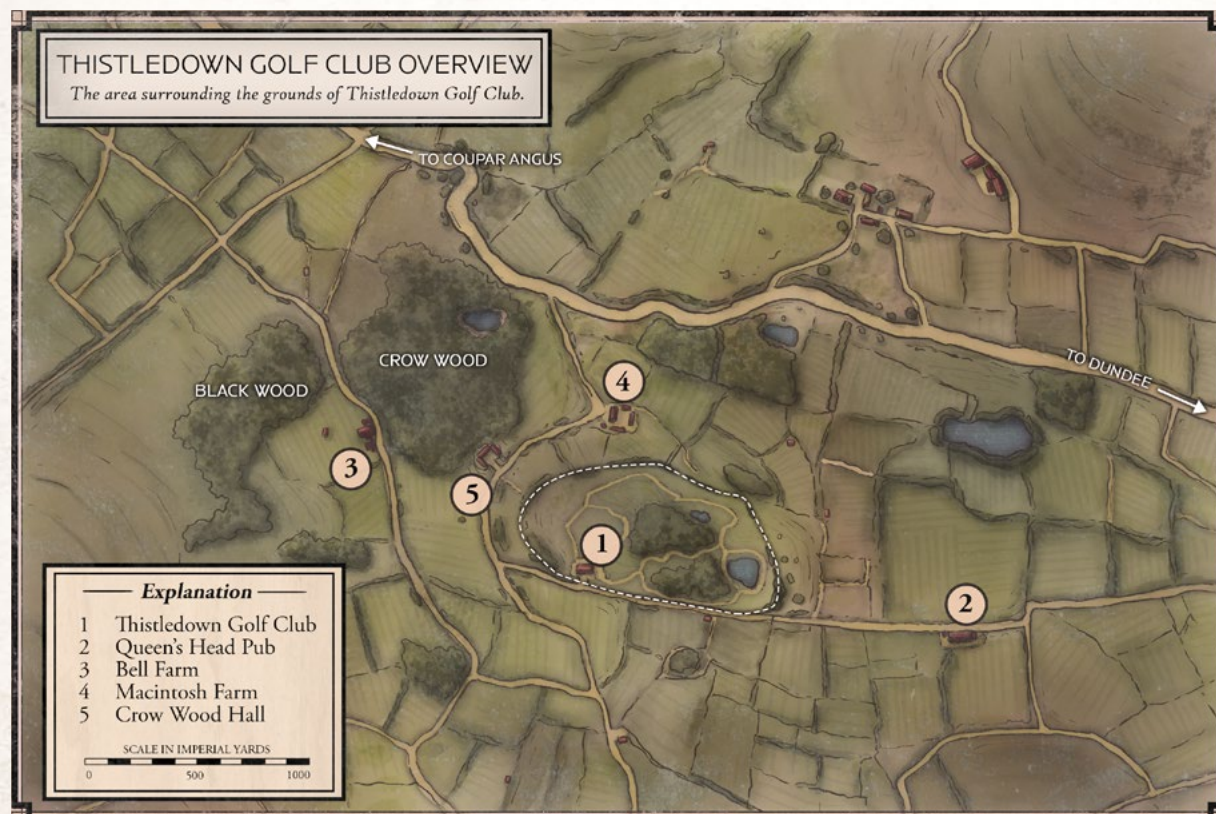 THISTLEDOWN GOLF CLUB OVERVIEW
The area surrounding the grounds of Thistledown Golf Club.
TO COUPAR ANGUS
CROW WOOD
BLACK WOOD
TO DUNDEE
4
3
5
1
2
Explanation
1 Thistledown Golf Club
2 Queen's Head Pub
3 Bell Farm
4 Macintosh Farm
5 Crow Wood Hall
SCALE IN IMPERIAL YARDS
0 500 1000